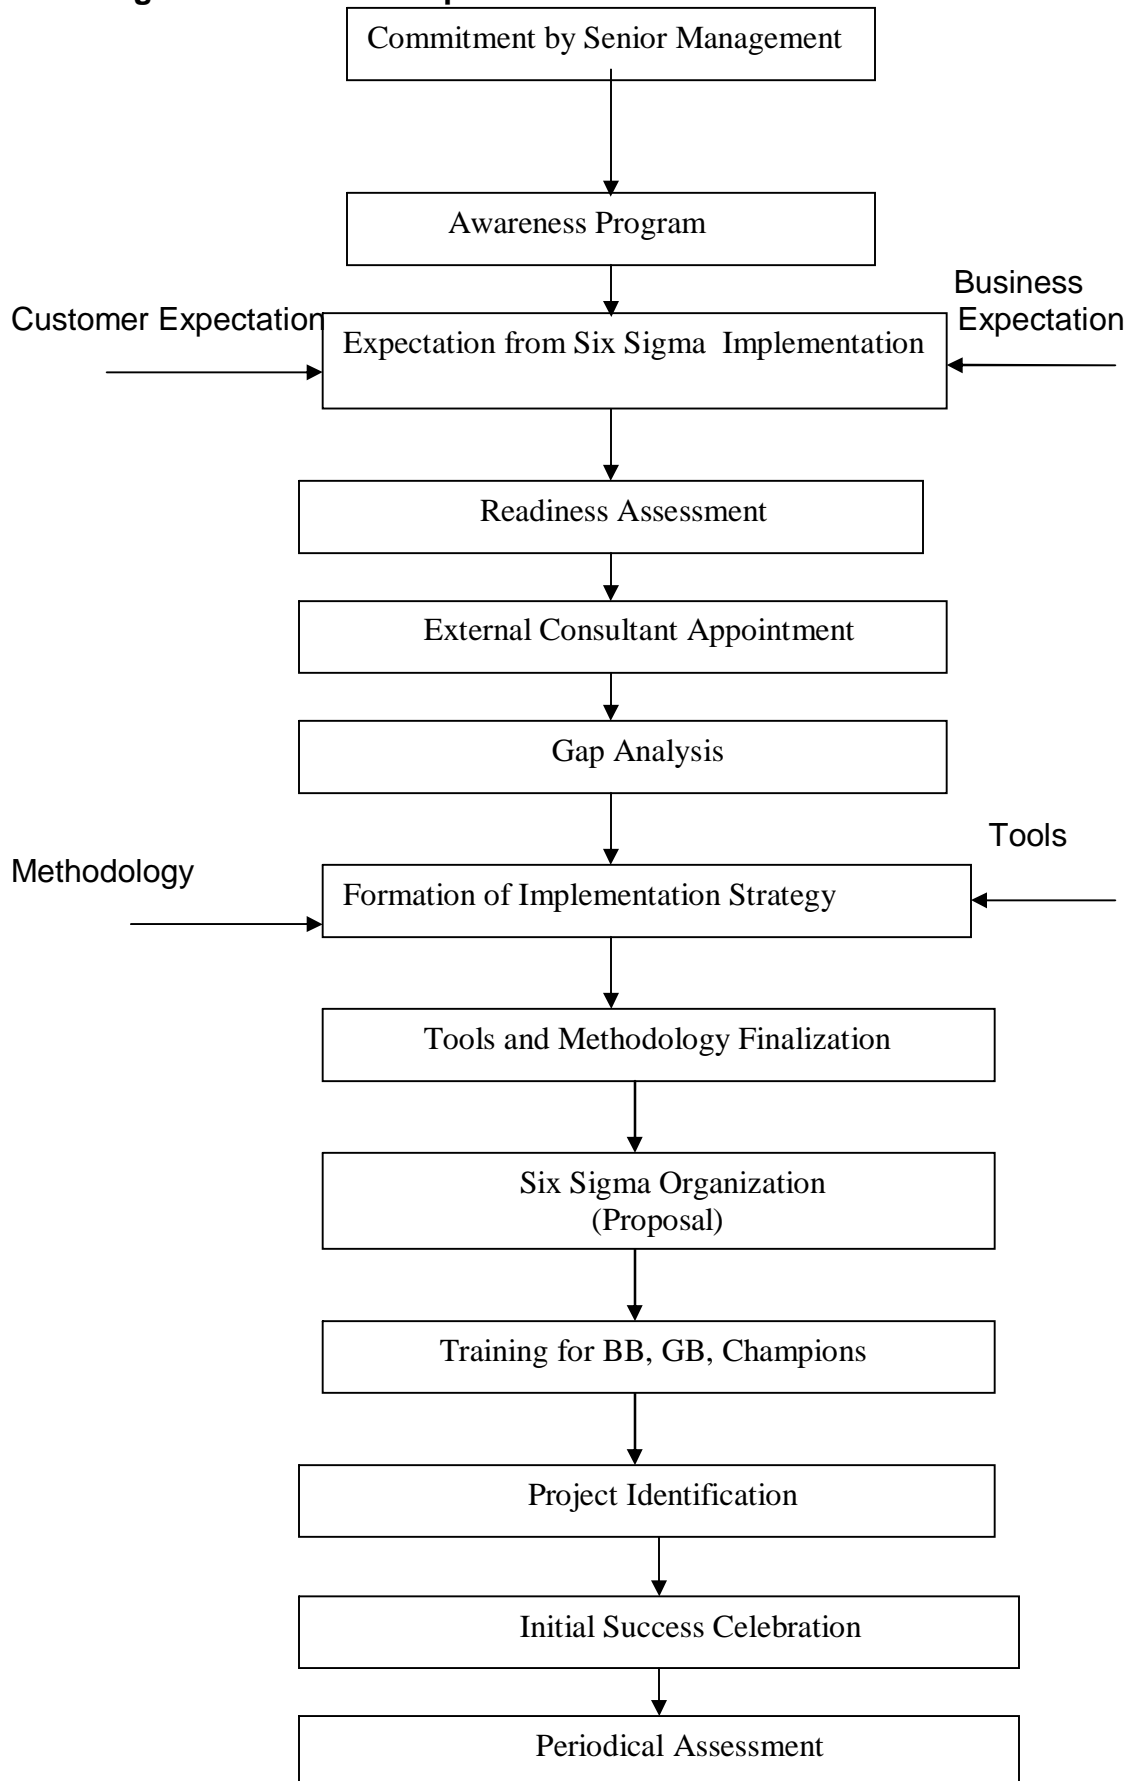 Commitment by Senior Management
Awareness Program
Business
Customer Expectation
Expectation
Expectation from Six Sigma Implementation
Readiness Assessment
External Consultant Appointment
Gap Analysis
Tools
Methodology
Formation of Implementation Strategy
Tools and Methodology Finalization
Six Sigma Organization
(Proposal)
Training for BB, GB, Champions
Project Identification
Initial Success Celebration
Periodical Assessment